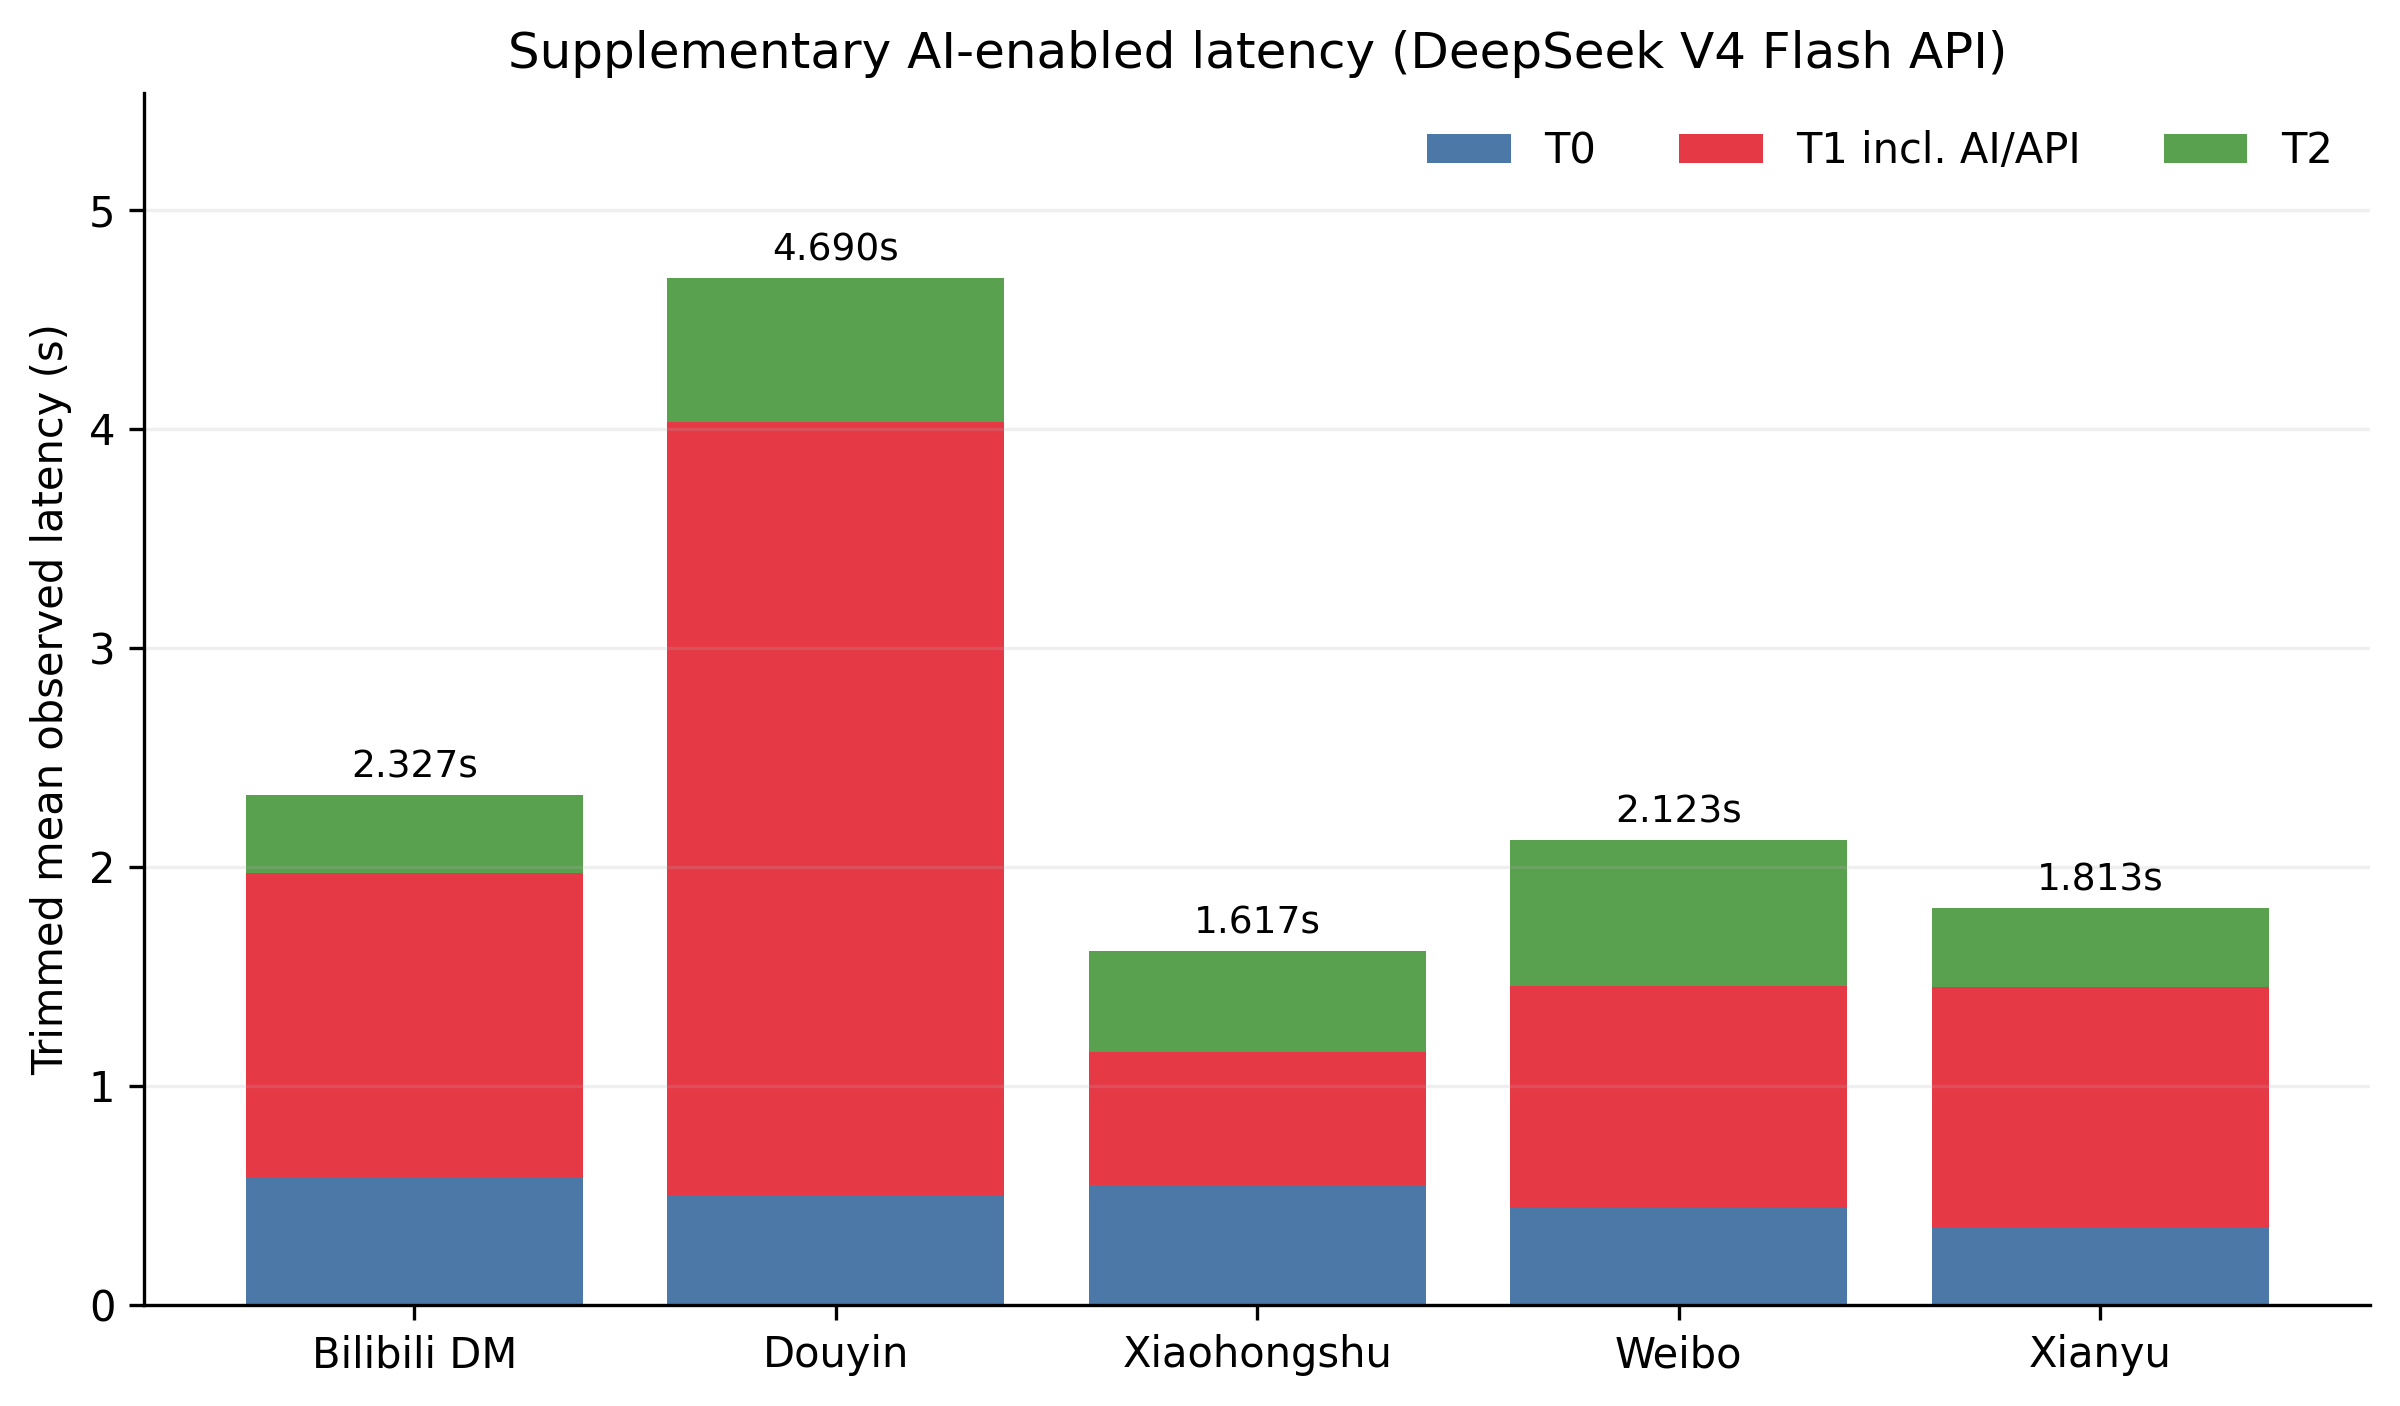 Supplementary AI-enabled latency (DeepSeek V4 Flash API)
T0
T1 incl. AI/API
T2
Trimmed mean observed latency (s)
5
4
3
2
1
0
2.327s
4.690s
1.617s
2.123s
1.813s
Bilibili DM
Douyin
Xiaohongshu
Weibo
Xianyu